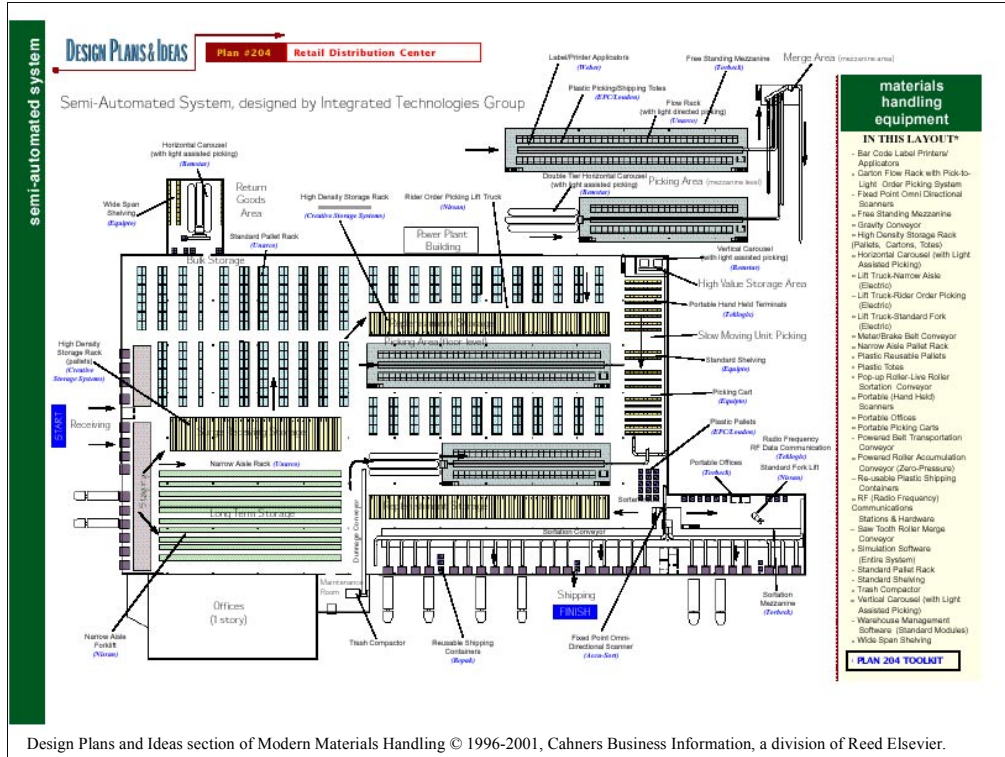 semi-automated system
DESIGN PLANS & IDEAS
Plan #204
Retail Distribution Center
Semi-Automated System, designed by Integrated Technologies Group
Label/Printer Applicators
(Weber)
Plastic Picking/Shipping Totes
(EPC/Loadon)
Flow Rack
(with light directed picking)
(Unarco)
Free Standing Mezzanine
(Torbeck)
Merge Area (mezzanine area)
Horizontal Carousel
(with light assisted picking)
(Remstar)
Wide Span
Shelving
(Equipto)
Return
Goods
Area
Standard Pallet Rack
(Unarco)
High Density Storage Rack
(Creative Storage Systems)
Rider Order Picking Lift Truck
(Nissan)
Double Tier Horizontal Carousel
(with light assisted picking)
(Remstar)
Picking Area (mezzanine level)
Power Plant
Building
Vertical Carousel
(with light assisted picking)
(Remstar)
High Value Storage Area
Bulk Storage
Portable Hand Held Terminals
(Teklogix)
Replenishment Storage
Slow Moving Unit Picking
Picking Area (floor level)
High Density
Storage Rack
(pallets)
(Creative
Storage Systems)
Standard Shelving
(Equipto)
Picking Cart
(Equipto)
START
Receiving
Surge Receiving Storage
Plastic Pallets
(EPC/Loadon)
Radio Frequency
RF Data Communication
(Teklogix)
Narrow Aisle Rack (Unarco)
Portable Offices
(Torbeck)
Standard Fork Lift
(Nissan)
Staging
Long Term Storage
Dunnage Conveyor
Replenishment Storage
Sorter
Sortation Conveyor
Maintenance
Room
Offices
(1 story)
Shipping
FINISH
Sortation
Mezzanine
(Torbeck)
Narrow Aisle
Forklift
(Nissan)
Trash Compactor
Reusable Shipping
Containers
(Ropak)
Fixed Point Omni-
Directional Scanner
(Accu-Sort)
materials
handling
equipment
IN THIS LAYOUT*
- Bar Code Label Printers/
Applicators
- Carton Flow Rack with Pick-to-
Light Order Picking System
- Fixed Point Omni Directional
Scanners
- Free Standing Mezzanine
- Gravity Conveyor
- High Density Storage Rack
(Pallets, Cartons, Totes)
- Horizontal Carousel (with Light
Assisted Picking)
- Lift Truck-Narrow Aisle
(Electric)
- Lift Truck-Rider Order Picking
(Electric)
- Lift Truck-Standard Fork
(Electric)
- Meter/Brake Belt Conveyor
- Narrow Aisle Pallet Rack
- Plastic Reusable Pallets
- Plastic Totes
- Pop-up Roller-Live Roller
Sortation Conveyor
- Portable (Hand Held)
Scanners
- Portable Offices
- Portable Picking Carts
- Powered Belt Transportation
Conveyor
- Powered Roller Accumulation
Conveyor (Zero-Pressure)
- Re-usable Plastic Shipping
Containers
- RF (Radio Frequency)
Communications
Stations & Hardware
- Saw Tooth Roller Merge
Conveyor
- Simulation Software
(Entire System)
- Standard Pallet Rack
- Standard Shelving
- Trash Compactor
- Vertical Carousel (with Light
Assisted Picking)
- Warehouse Management
Software (Standard Modules)
- Wide Span Shelving
PLAN 204 TOOLKIT
Design Plans and Ideas section of Modern Materials Handling © 1996-2001, Cahners Business Information, a division of Reed Elsevier.